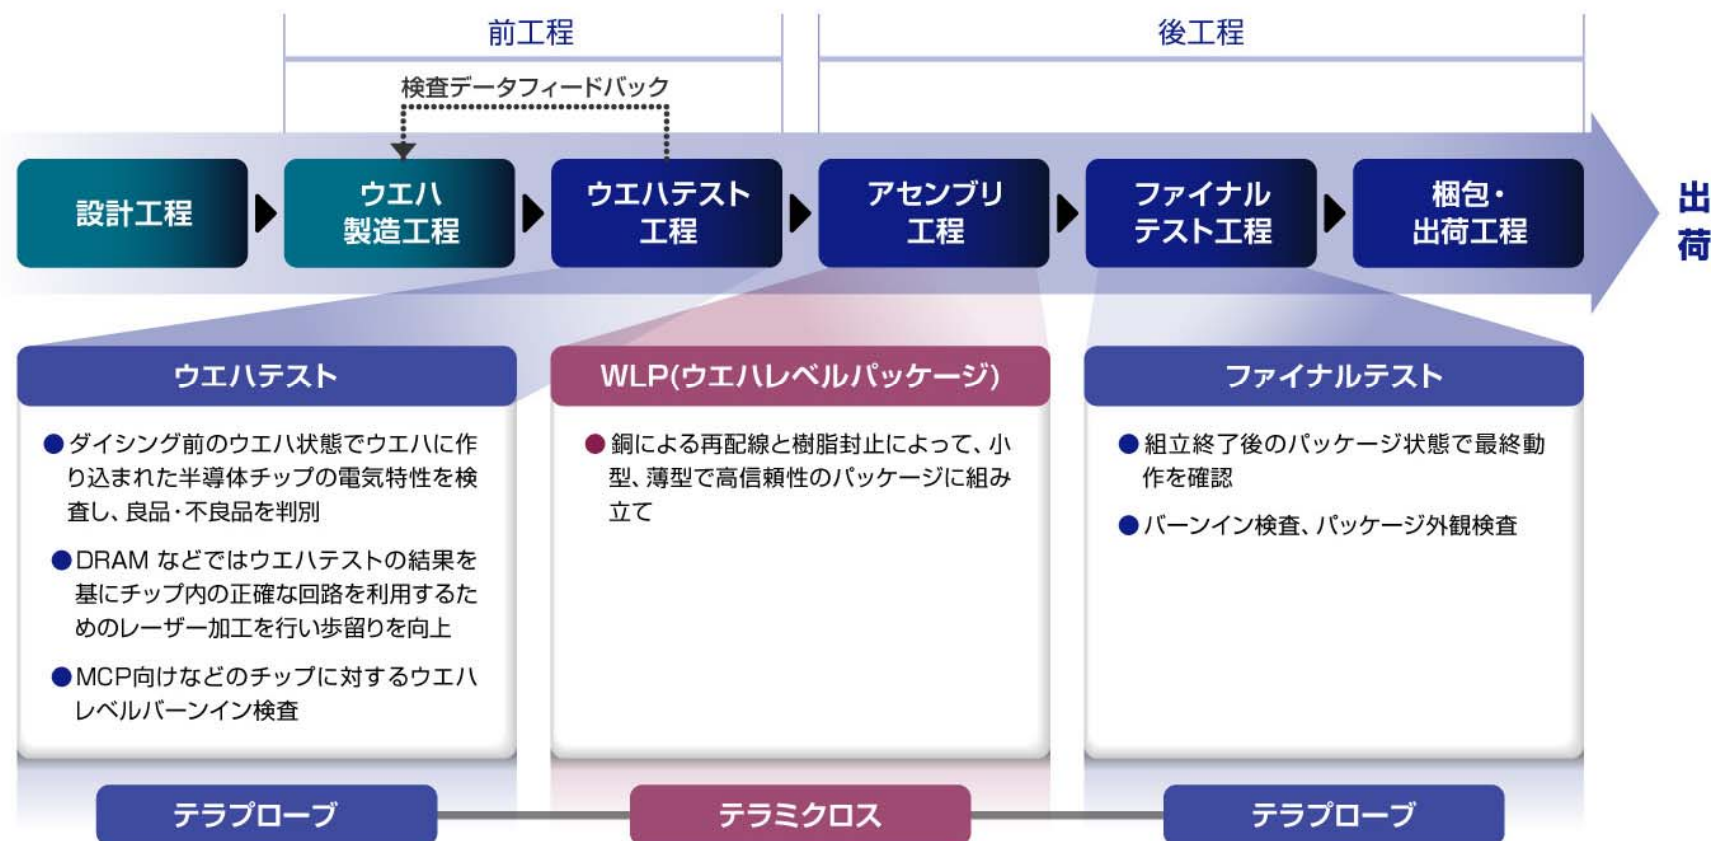 前工程
後工程
検査データフィードバック
設計工程
ウエハ
製造工程
ウエハテスト
工程
アセンブリ
工程
ファイナル
テスト工程
梱包・
出荷工程
出
荷
ウエハテスト
●ダイシング前のウエハ状態でウエハに作
り込まれた半導体チップの電気特性を検
査し、良品・不良品を判別
●DRAM などではウエハテストの結果を
基にチップ内の正確な回路を利用するた
めのレーザー加工を行い歩留りを向上
●MCP向けなどのチップに対するウエハ
レベルバーンイン検査
WLP(ウエハレベルパッケージ)
●銅による再配線と樹脂封止によって、小
型、薄型で高信頼性のパッケージに組み
立て
ファイナルテスト
●組立終了後のパッケージ状態で最終動
作を確認
●バーンイン検査、パッケージ外観検査
テラプローブ
テラミクロス
テラプローブ